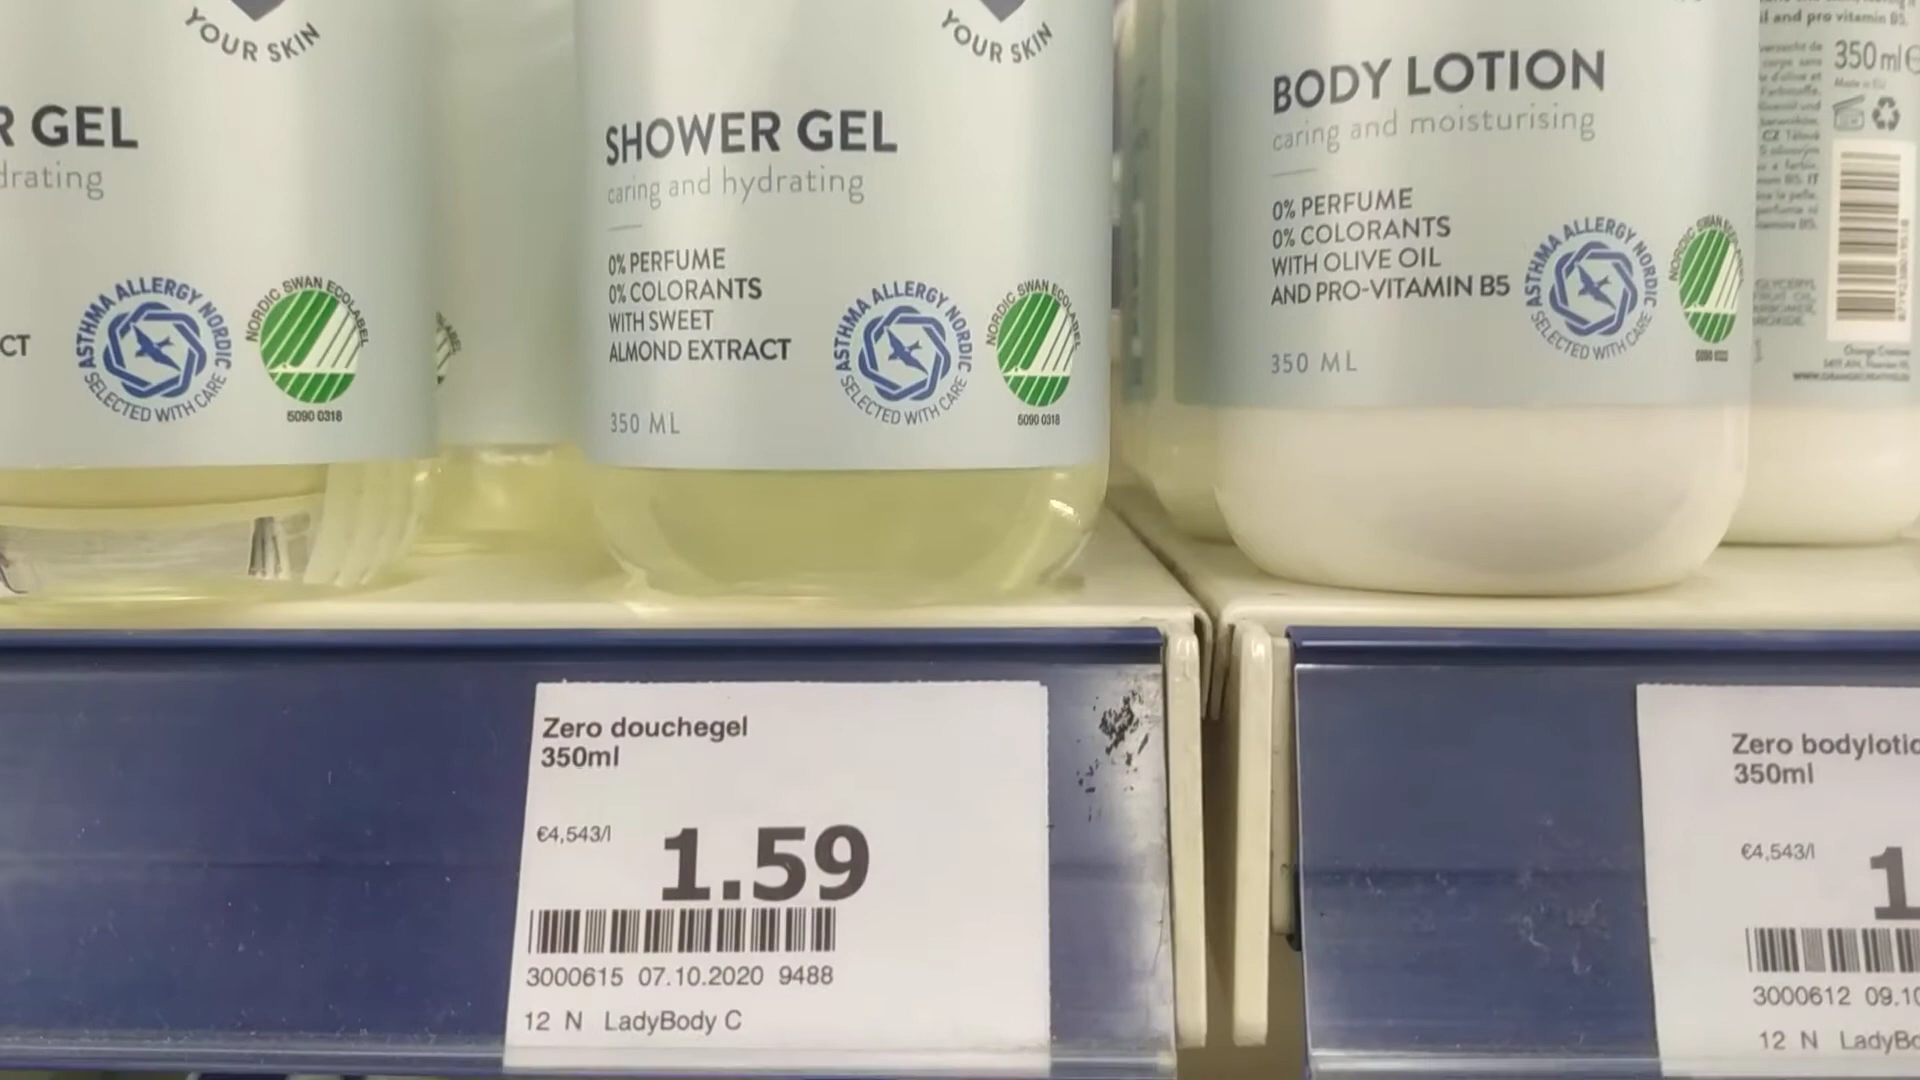 YOUR SKIN
R GEL
drating
CT
ASTHMA ALLERGY NORDIC
SELECTED WITH CARE
NORDIC SWAN ECOLABEL
5090 0318
YOUR SKIN
SHOWER GEL
caring and hydrating
0% PERFUME
0% COLORANTS
WITH SWEET
ALMOND EXTRACT
350 ML
ASTHMA ALLERGY NORDIC
SELECTED WITH CARE
NORDIC SWAN ECOLABEL
5090 0318
BODY LOTION
caring and moisturising
0% PERFUME
0% COLORANTS
WITH OLIVE OIL
AND PRO-VITAMIN B5
350 ML
ASTHMA ALLERGY NORDIC
SELECTED WITH CARE
NORDIC SWAN
il and pro vitamin B5.
350 ml
Zero douchegel
350ml
€4,543/l
1.59
3000615 07.10.2020 9488
12 N LadyBody C
Zero bodylotio
350ml
€4,543/l
1
3000612 09.10
12 N LadyBo